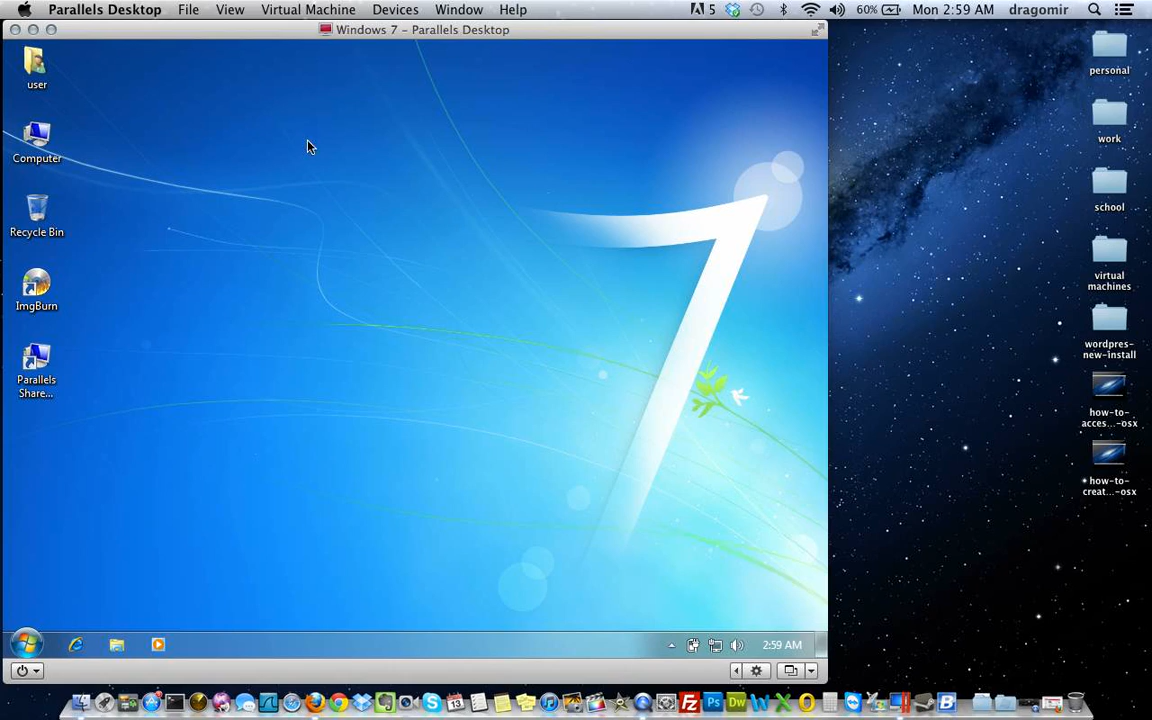 Parallels Desktop File View Virtual Machine Devices Window Help 5 60% Mon 2:59 AM dragomir
Windows 7 - Parallels Desktop
user
Computer
Recycle Bin
ImgBurn
Parallels
Share...
2:59 AM
personal
work
school
virtual
machines
wordpres-
new-install
how-to-
acces...-osx
how-to-
creat...-osx